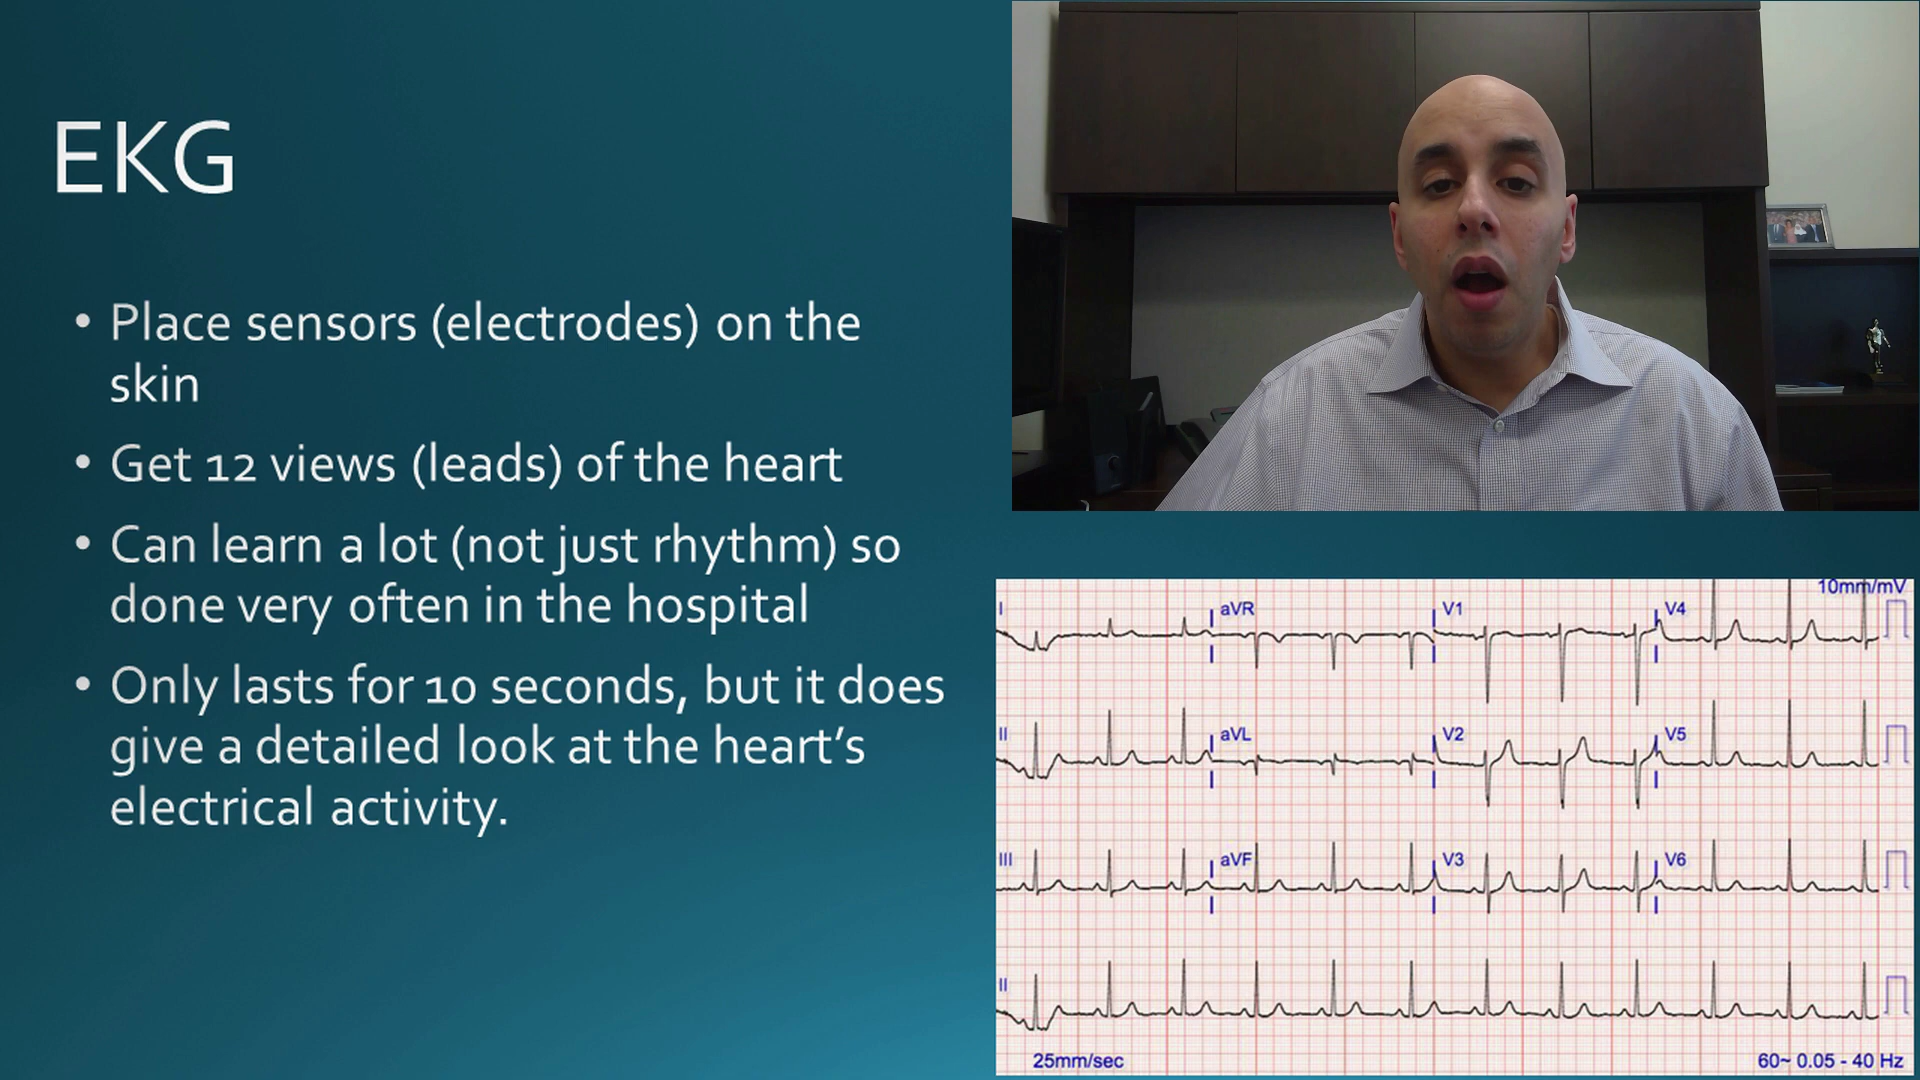 EKG
• Place sensors (electrodes) on the
skin
• Get 12 views (leads) of the heart
• Can learn a lot (not just rhythm) so
done very often in the hospital
• Only lasts for 10 seconds, but it does
give a detailed look at the heart’s
electrical activity.
10mm/mV
I aVR V1 V4
II aVL V2 V5
III aVF V3 V6
II
25mm/sec 60~ 0.05 - 40 Hz